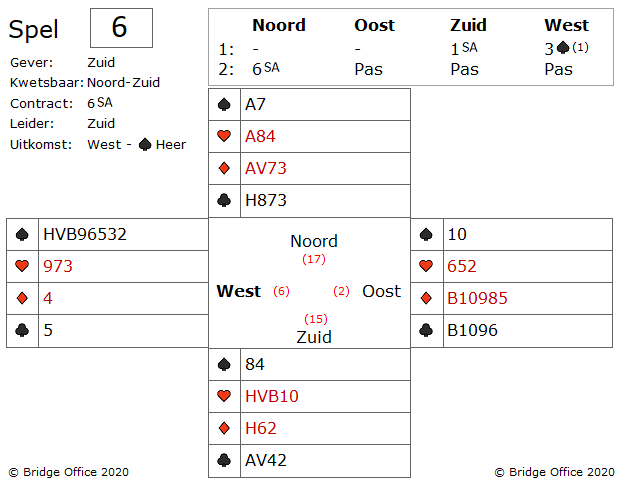 Spel 6
Noord Oost Zuid West
1: - - 1SA 3♠(1)
2: 6SA Pas Pas Pas
Gever: Zuid
Kwetsbaar: Noord-Zuid
Contract: 6SA
Leider: Zuid
Uitkomst: West - ♠ Heer
♠ A7
♥ A84
♦ AV73
♣ H873
♠ HVB96532
♥ 973
♦ 4
♣ 5
Noord
(17)
West (6) (2) Oost
(15)
Zuid
♠ 10
♥ 652
♦ B10985
♣ B1096
♠ 84
♥ HVB10
♦ H62
♣ AV42
© Bridge Office 2020
© Bridge Office 2020